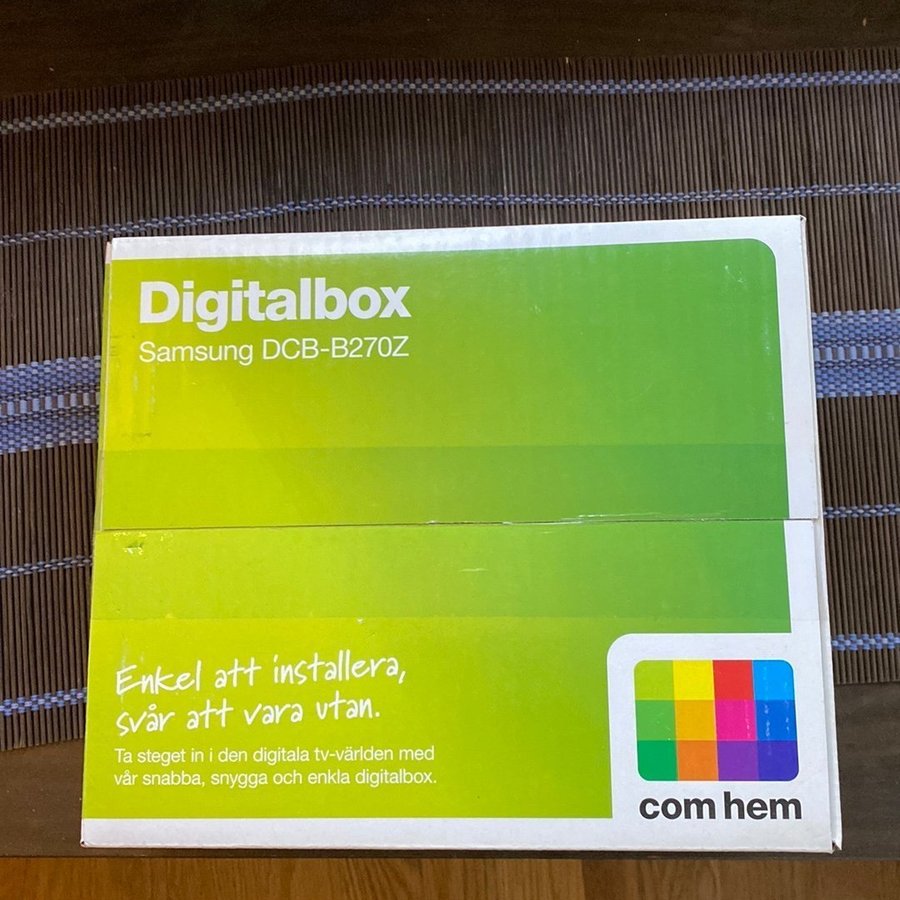 Digitalbox
Samsung DCB-B270Z
Enkel att installera,
svår att vara utan.
Ta steget in i den digitala tv-världen med
vår snabba, snygga och enkla digitalbox.
com hem